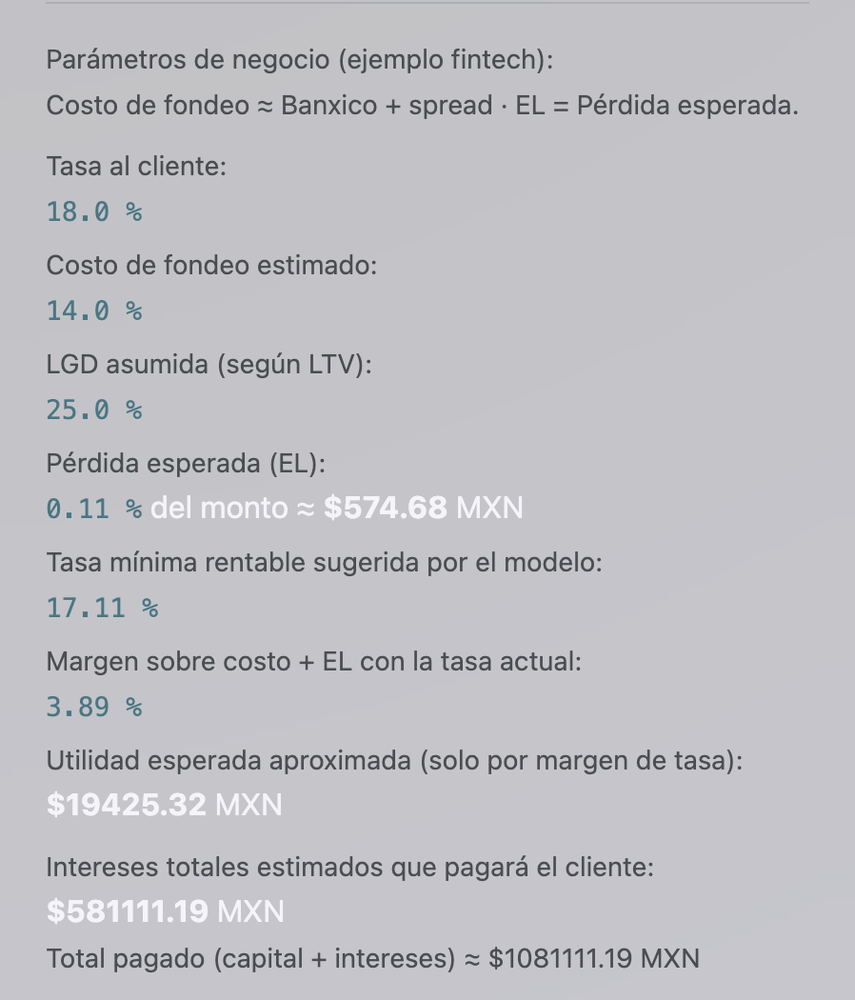 Parámetros de negocio (ejemplo fintech):
Costo de fondeo ≈ Banxico + spread · EL = Pérdida esperada.
Tasa al cliente:
18.0 %
Costo de fondeo estimado:
14.0 %
LGD asumida (según LTV):
25.0 %
Pérdida esperada (EL):
0.11 % del monto ≈ $574.68 MXN
Tasa mínima rentable sugerida por el modelo:
17.11 %
Margen sobre costo + EL con la tasa actual:
3.89 %
Utilidad esperada aproximada (solo por margen de tasa):
$19425.32 MXN
Intereses totales estimados que pagará el cliente:
$581111.19 MXN
Total pagado (capital + intereses) ≈ $1081111.19 MXN